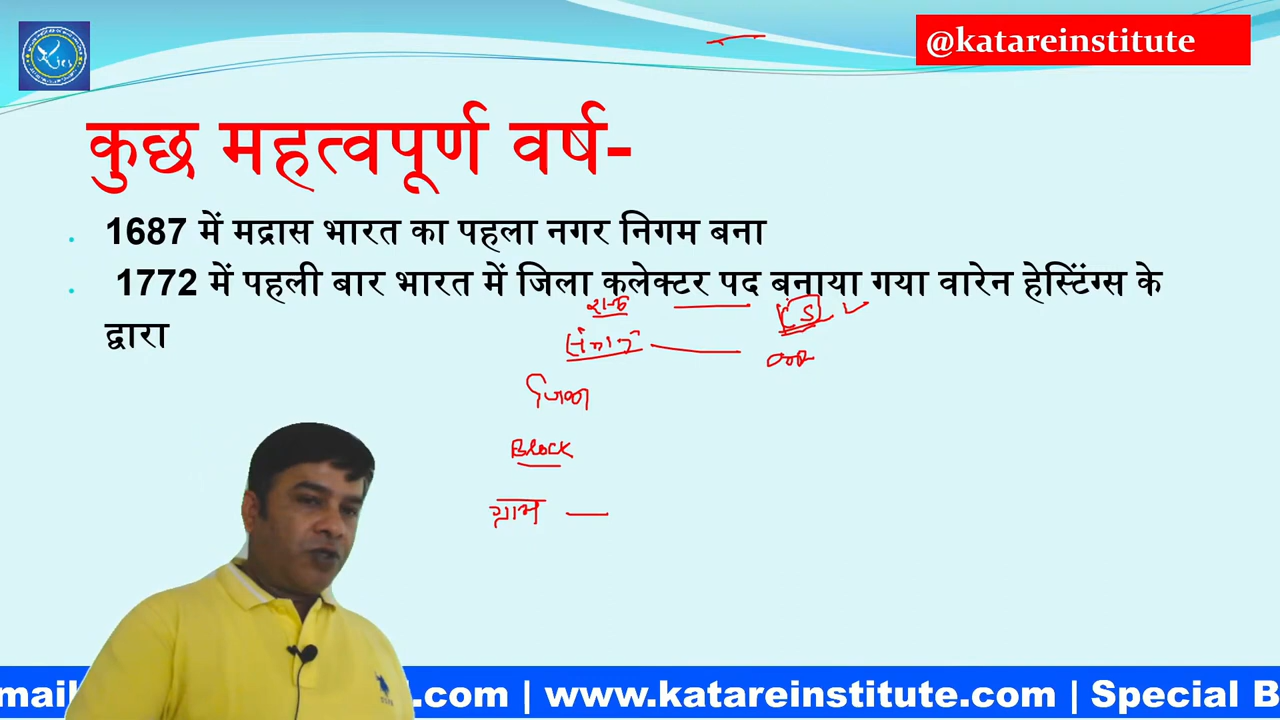 @katareinstitute
कुछ महत्वपूर्ण वर्ष-
1687 में मद्रास भारत का पहला नगर निगम बना
1772 में पहली बार भारत में जिला कलेक्टर पद बनाया गया वारेन हेस्टिंग्स के
द्वारा
CS
जिला
Block
ग्राम —
.com | www.katareinstitute.com | Special B